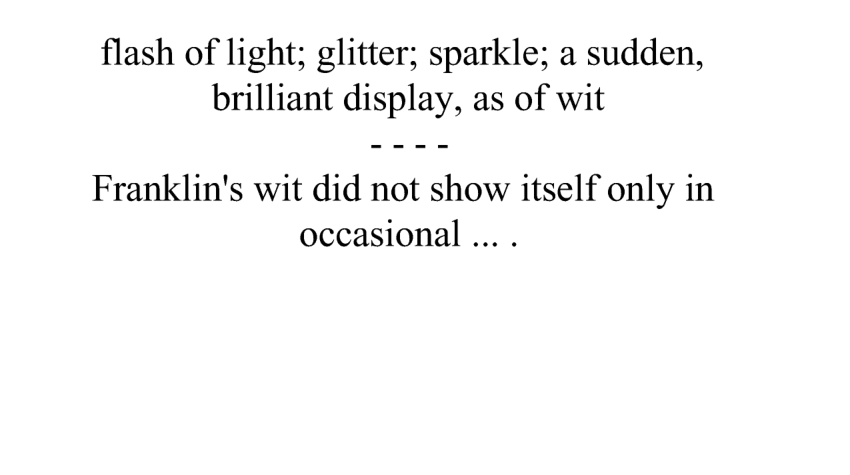 flash of light; glitter; sparkle; a sudden,
brilliant display, as of wit
- - - -
Franklin's wit did not show itself only in
occasional ... .